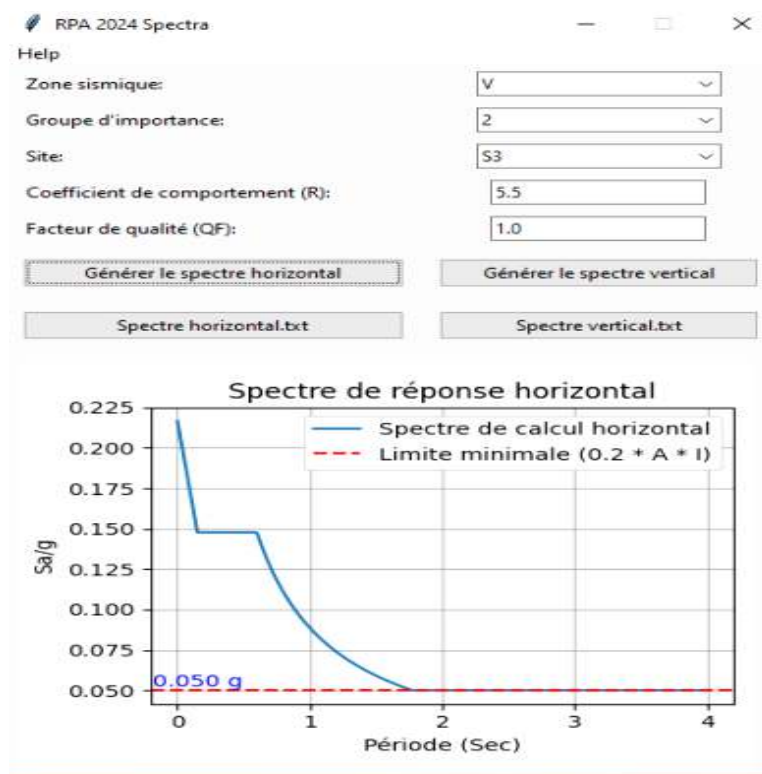 RPA 2024 Spectra
Help
Zone sismique: V
Groupe d'importance: 2
Site: S3
Coefficient de comportement (R): 5.5
Facteur de qualité (QF): 1.0
Générer le spectre horizontal Générer le spectre vertical
Spectre horizontal.txt Spectre vertical.txt
Spectre de réponse horizontal
Spectre de calcul horizontal
Limite minimale (0.2 * A * I)
Sa/g
0.225
0.200
0.175
0.150
0.125
0.100
0.075
0.050
0.050 g
0 1 2 3 4
Période (Sec)